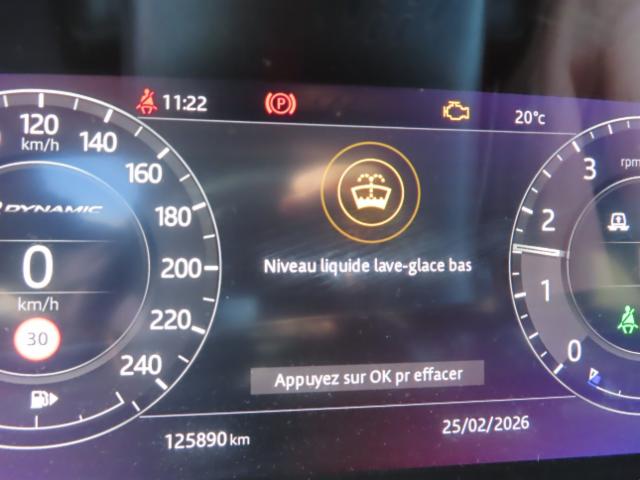 11:22
P
20°c
120
km/h
140
160
180
200
220
240
DYNAMIC
0
km/h
30
Niveau liquide lave-glace bas
Appuyez sur OK pr effacer
3
rpm
2
1
0
125890 km
25/02/2026